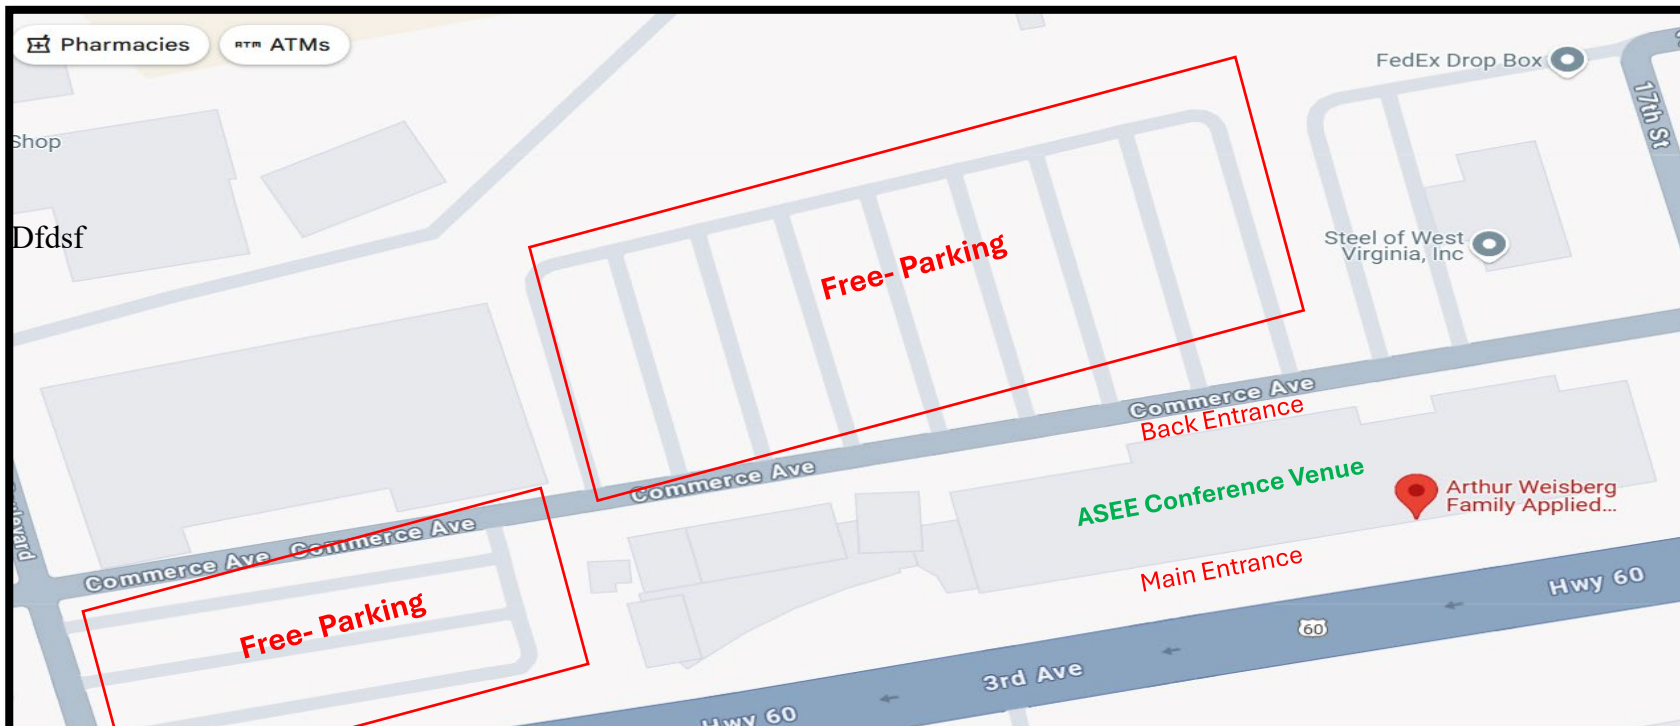 Pharmacies
ATM ATMs
FedEx Drop Box
17th St
Shop
Dfdsf
Free- Parking
Steel of West
Virginia, Inc
Commerce Ave
Back Entrance
Commerce Ave
ASEE Conference Venue
Arthur Weisberg
Family Applied...
Commerce Ave
Commerce Ave
Main Entrance
Hwy 60
Free- Parking
60
3rd Ave
Hwy 60